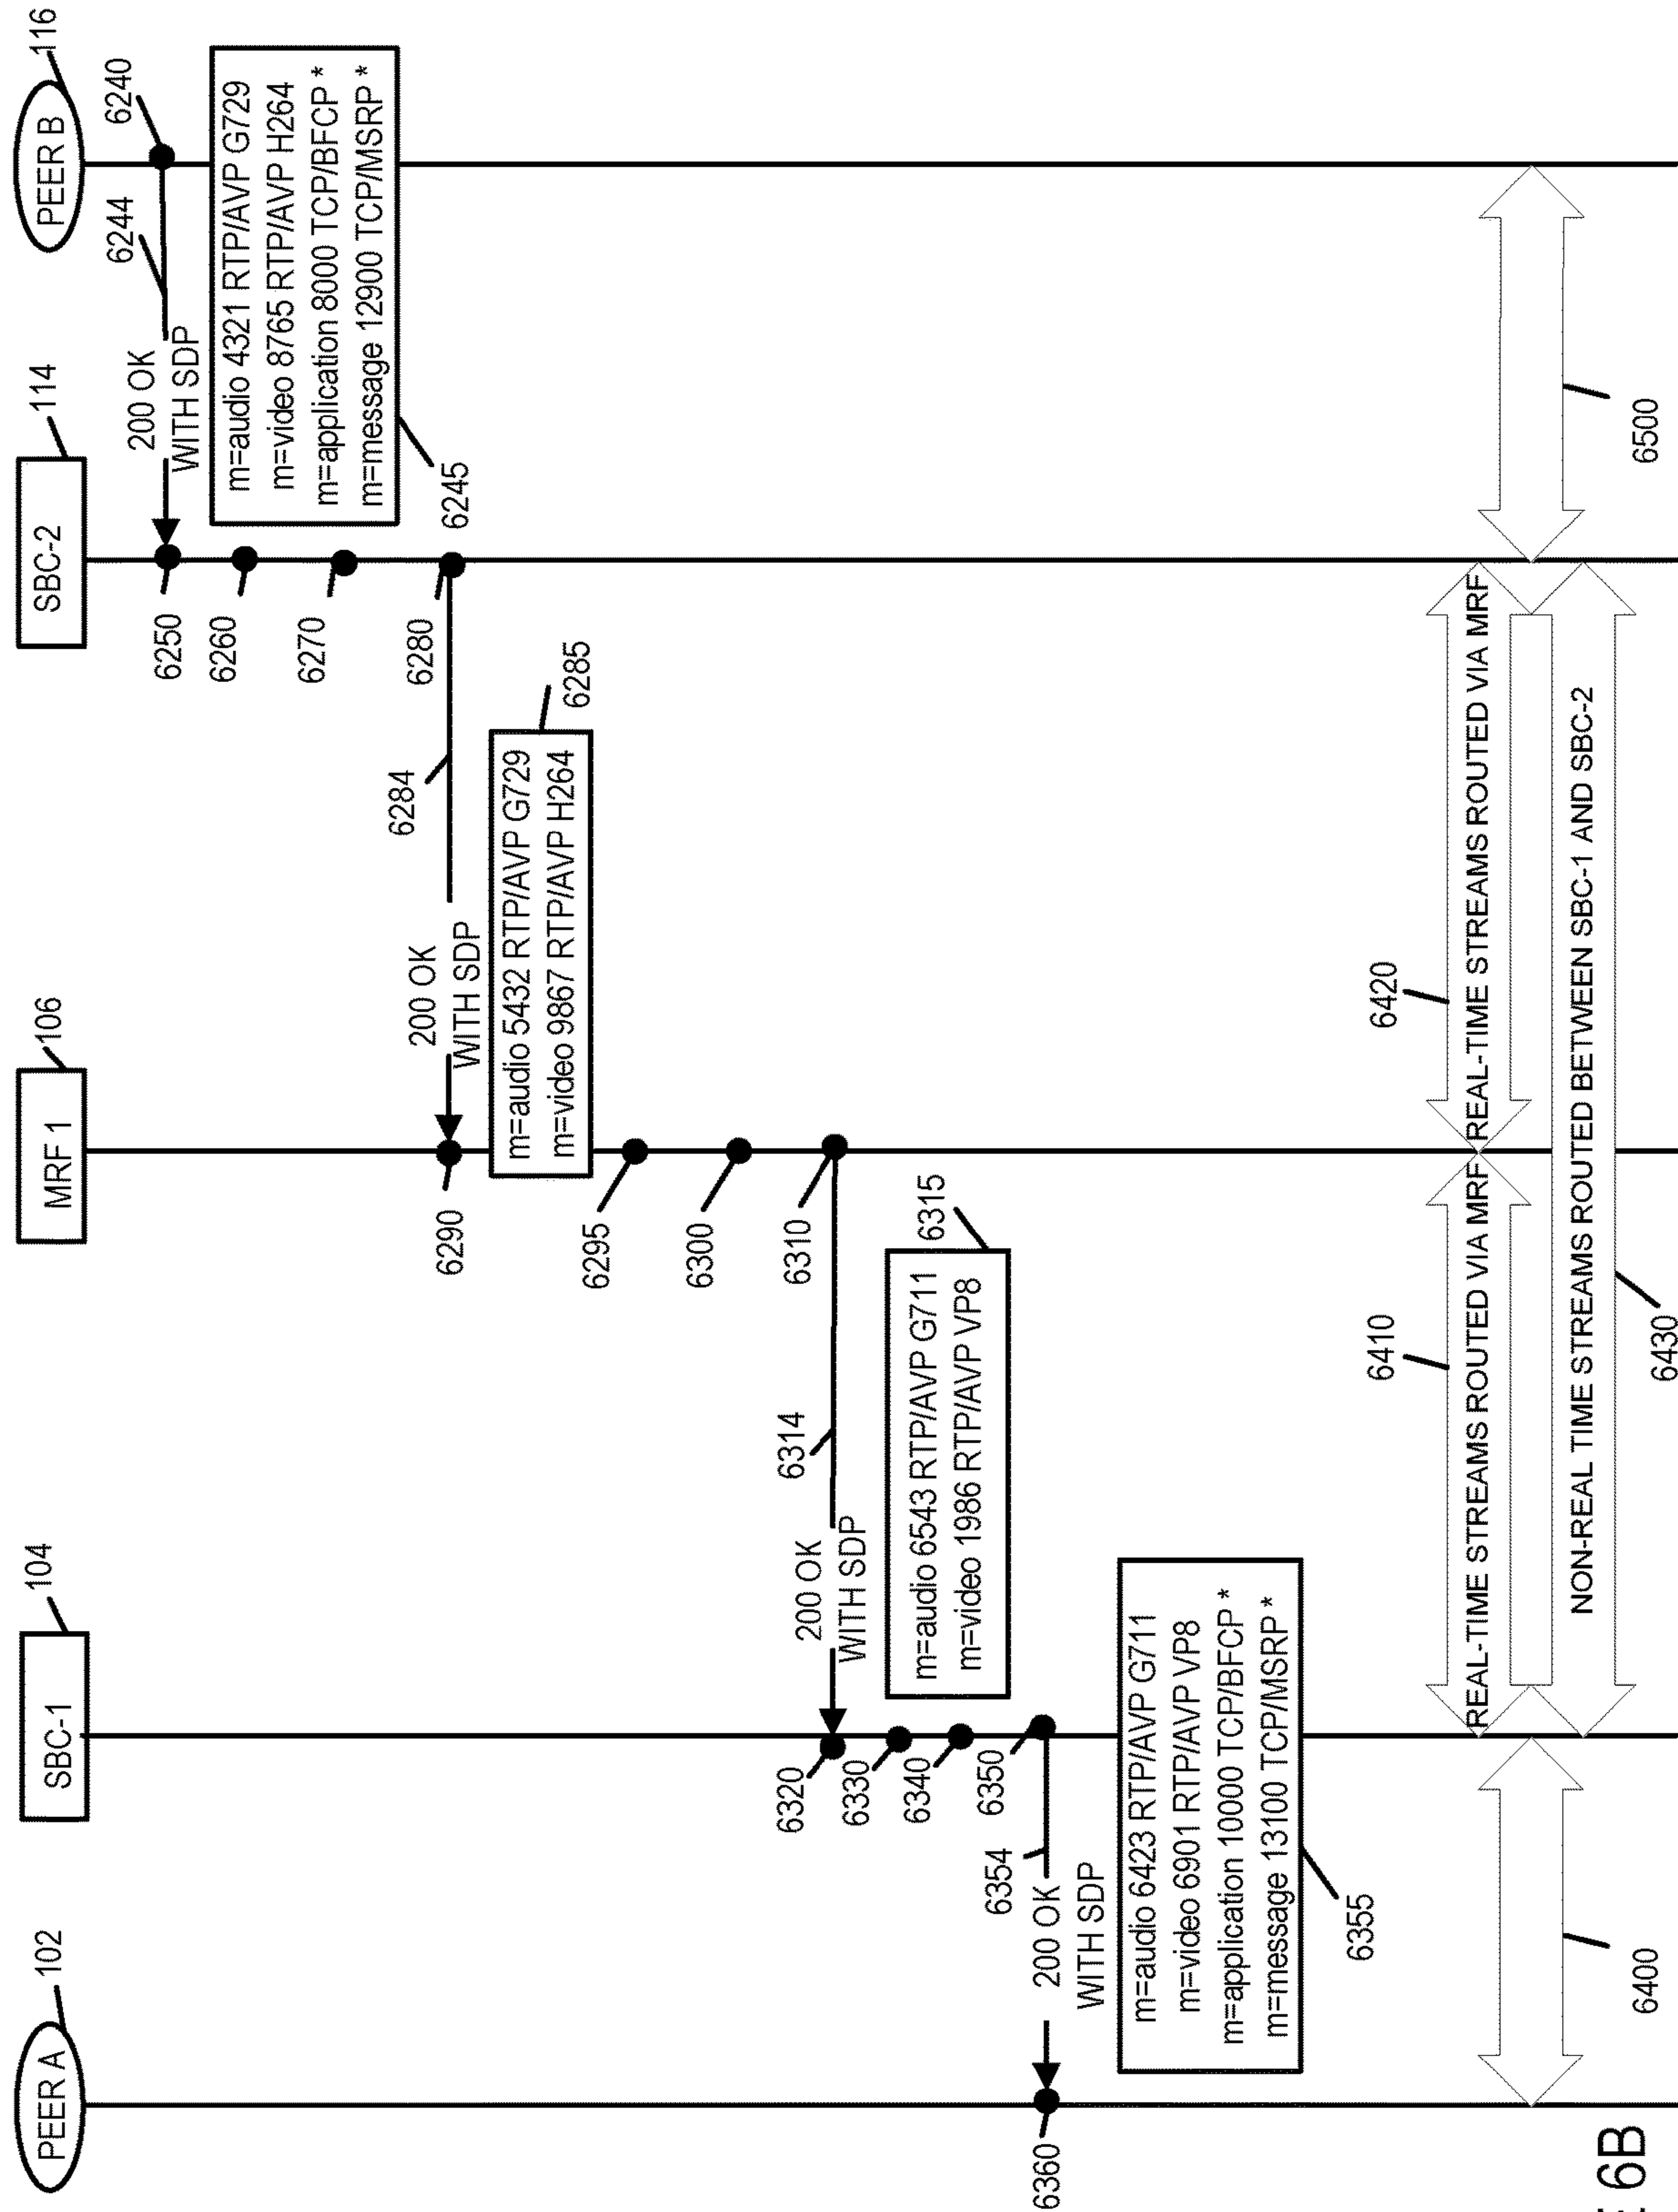 PEER A
102
SBC-1
104
MRF 1
106
SBC-2
114
PEER B
116
6240
6244
200 OK
WITH SDP
6250
m=audio 4321 RTP/AVP G729
m=video 8765 RTP/AVP H264
m=application 8000 TCP/BFCP *
m=message 12900 TCP/MSRP *
6245
6260
6270
6280
6284
200 OK
WITH SDP
6290
m=audio 5432 RTP/AVP G729
m=video 9867 RTP/AVP H264
6285
6295
6300
6310
6314
200 OK
WITH SDP
6320
m=audio 6543 RTP/AVP G711
m=video 1986 RTP/AVP VP8
6315
6330
6340
6350
6354
200 OK
WITH SDP
6360
m=audio 6423 RTP/AVP G711
m=video 6901 RTP/AVP VP8
m=application 10000 TCP/BFCP *
m=message 13100 TCP/MSRP *
6355
6410
6420
REAL-TIME STREAMS ROUTED VIA MRF
REAL-TIME STREAMS ROUTED VIA MRF
NON-REAL TIME STREAMS ROUTED BETWEEN SBC-1 AND SBC-2
6400
6430
6500
6B